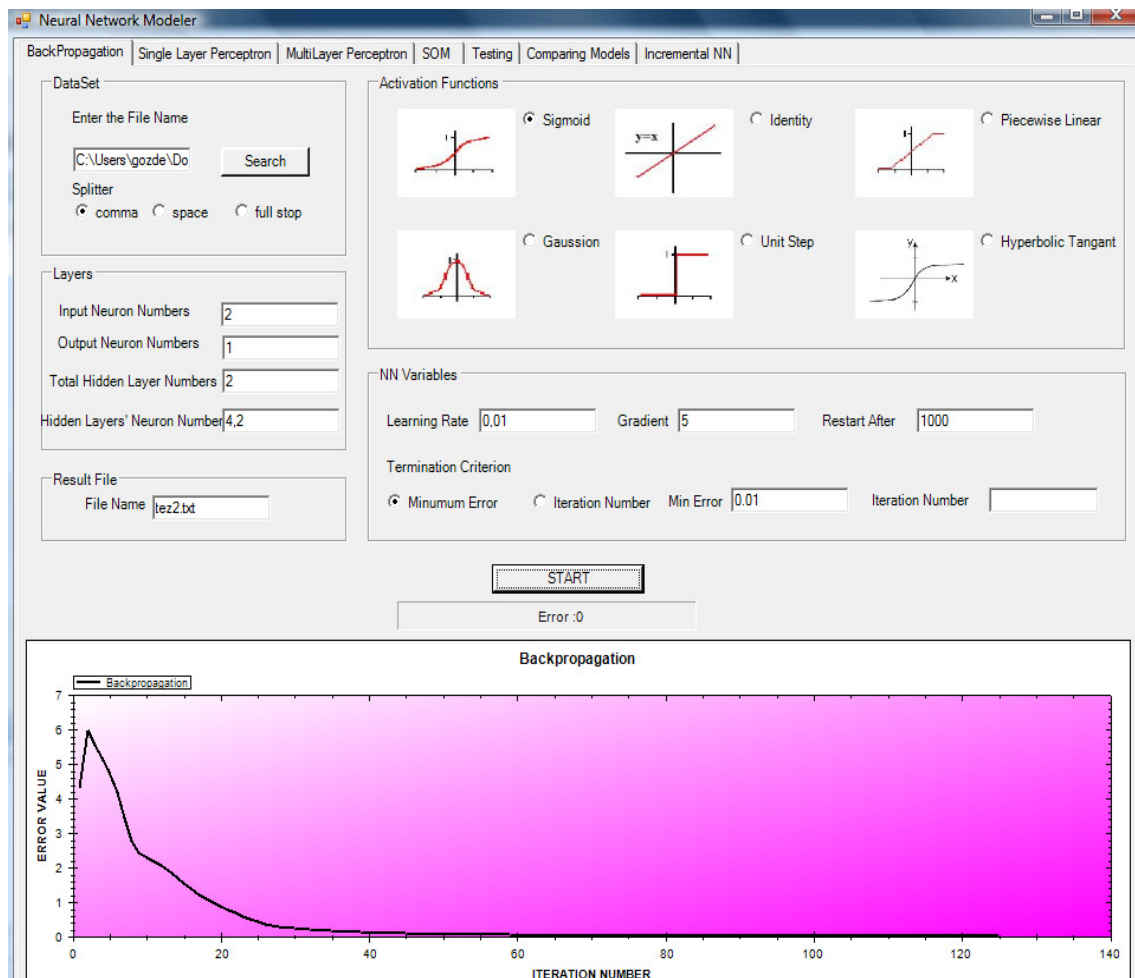 Neural Network Modeler
BackPropagation Single Layer Perceptron MultiLayer Perceptron SOM Testing Comparing Models Incremental NN
DataSet
Enter the File Name
C:\Users\gozde\Do Search
Splitter
comma space full stop
Layers
Input Neuron Numbers 2
Output Neuron Numbers 1
Total Hidden Layer Numbers 2
Hidden Layers' Neuron Number 4,2
Result File
File Name tez2.txt
Activation Functions
1 Sigmoid y=x Identity 1 Piecewise Linear
1 Gaussion 1 Unit Step y x Hyperbolic Tangant
NN Variables
Learning Rate 0,01 Gradient 5 Restart After 1000
Termination Criterion
Minumum Error Iteration Number Min Error 0.01 Iteration Number
START
Error :0
Backpropagation
Backpropagation
7
6
5
4
3
2
1
0
ERROR VALUE
0 20 40 60 80 100 120 140
ITERATION NUMBER